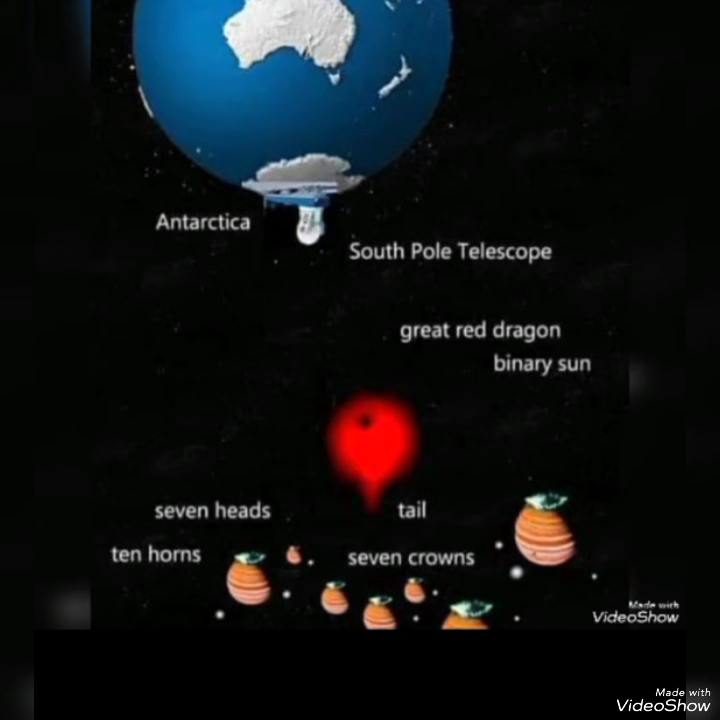 Antarctica
South Pole Telescope
great red dragon
binary sun
seven heads
tail
ten horns
seven crowns
Made with
VideoShow
Made with
VideoShow